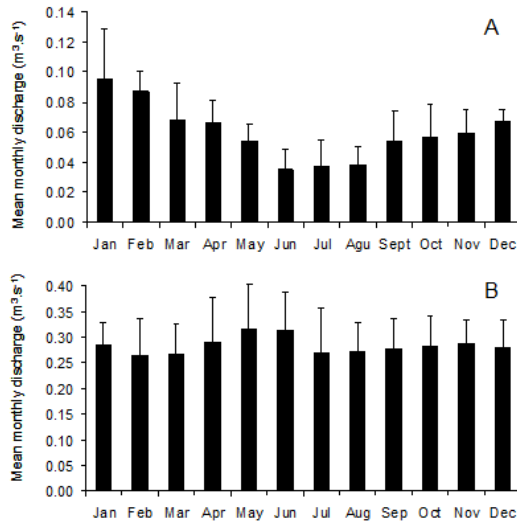 A
Mean monthly discharge (m³.s⁻¹)
0.14
0.12
0.10
0.08
0.06
0.04
0.02
0.00
Jan Feb Mar Apr May Jun Jul Agu Sept Oct Nov Dec
B
Mean monthly discharge (m³.s⁻¹)
0.40
0.35
0.30
0.25
0.20
0.15
0.10
0.05
0.00
Jan Feb Mar Apr May Jun Jul Aug Sep Oct Nov Dec